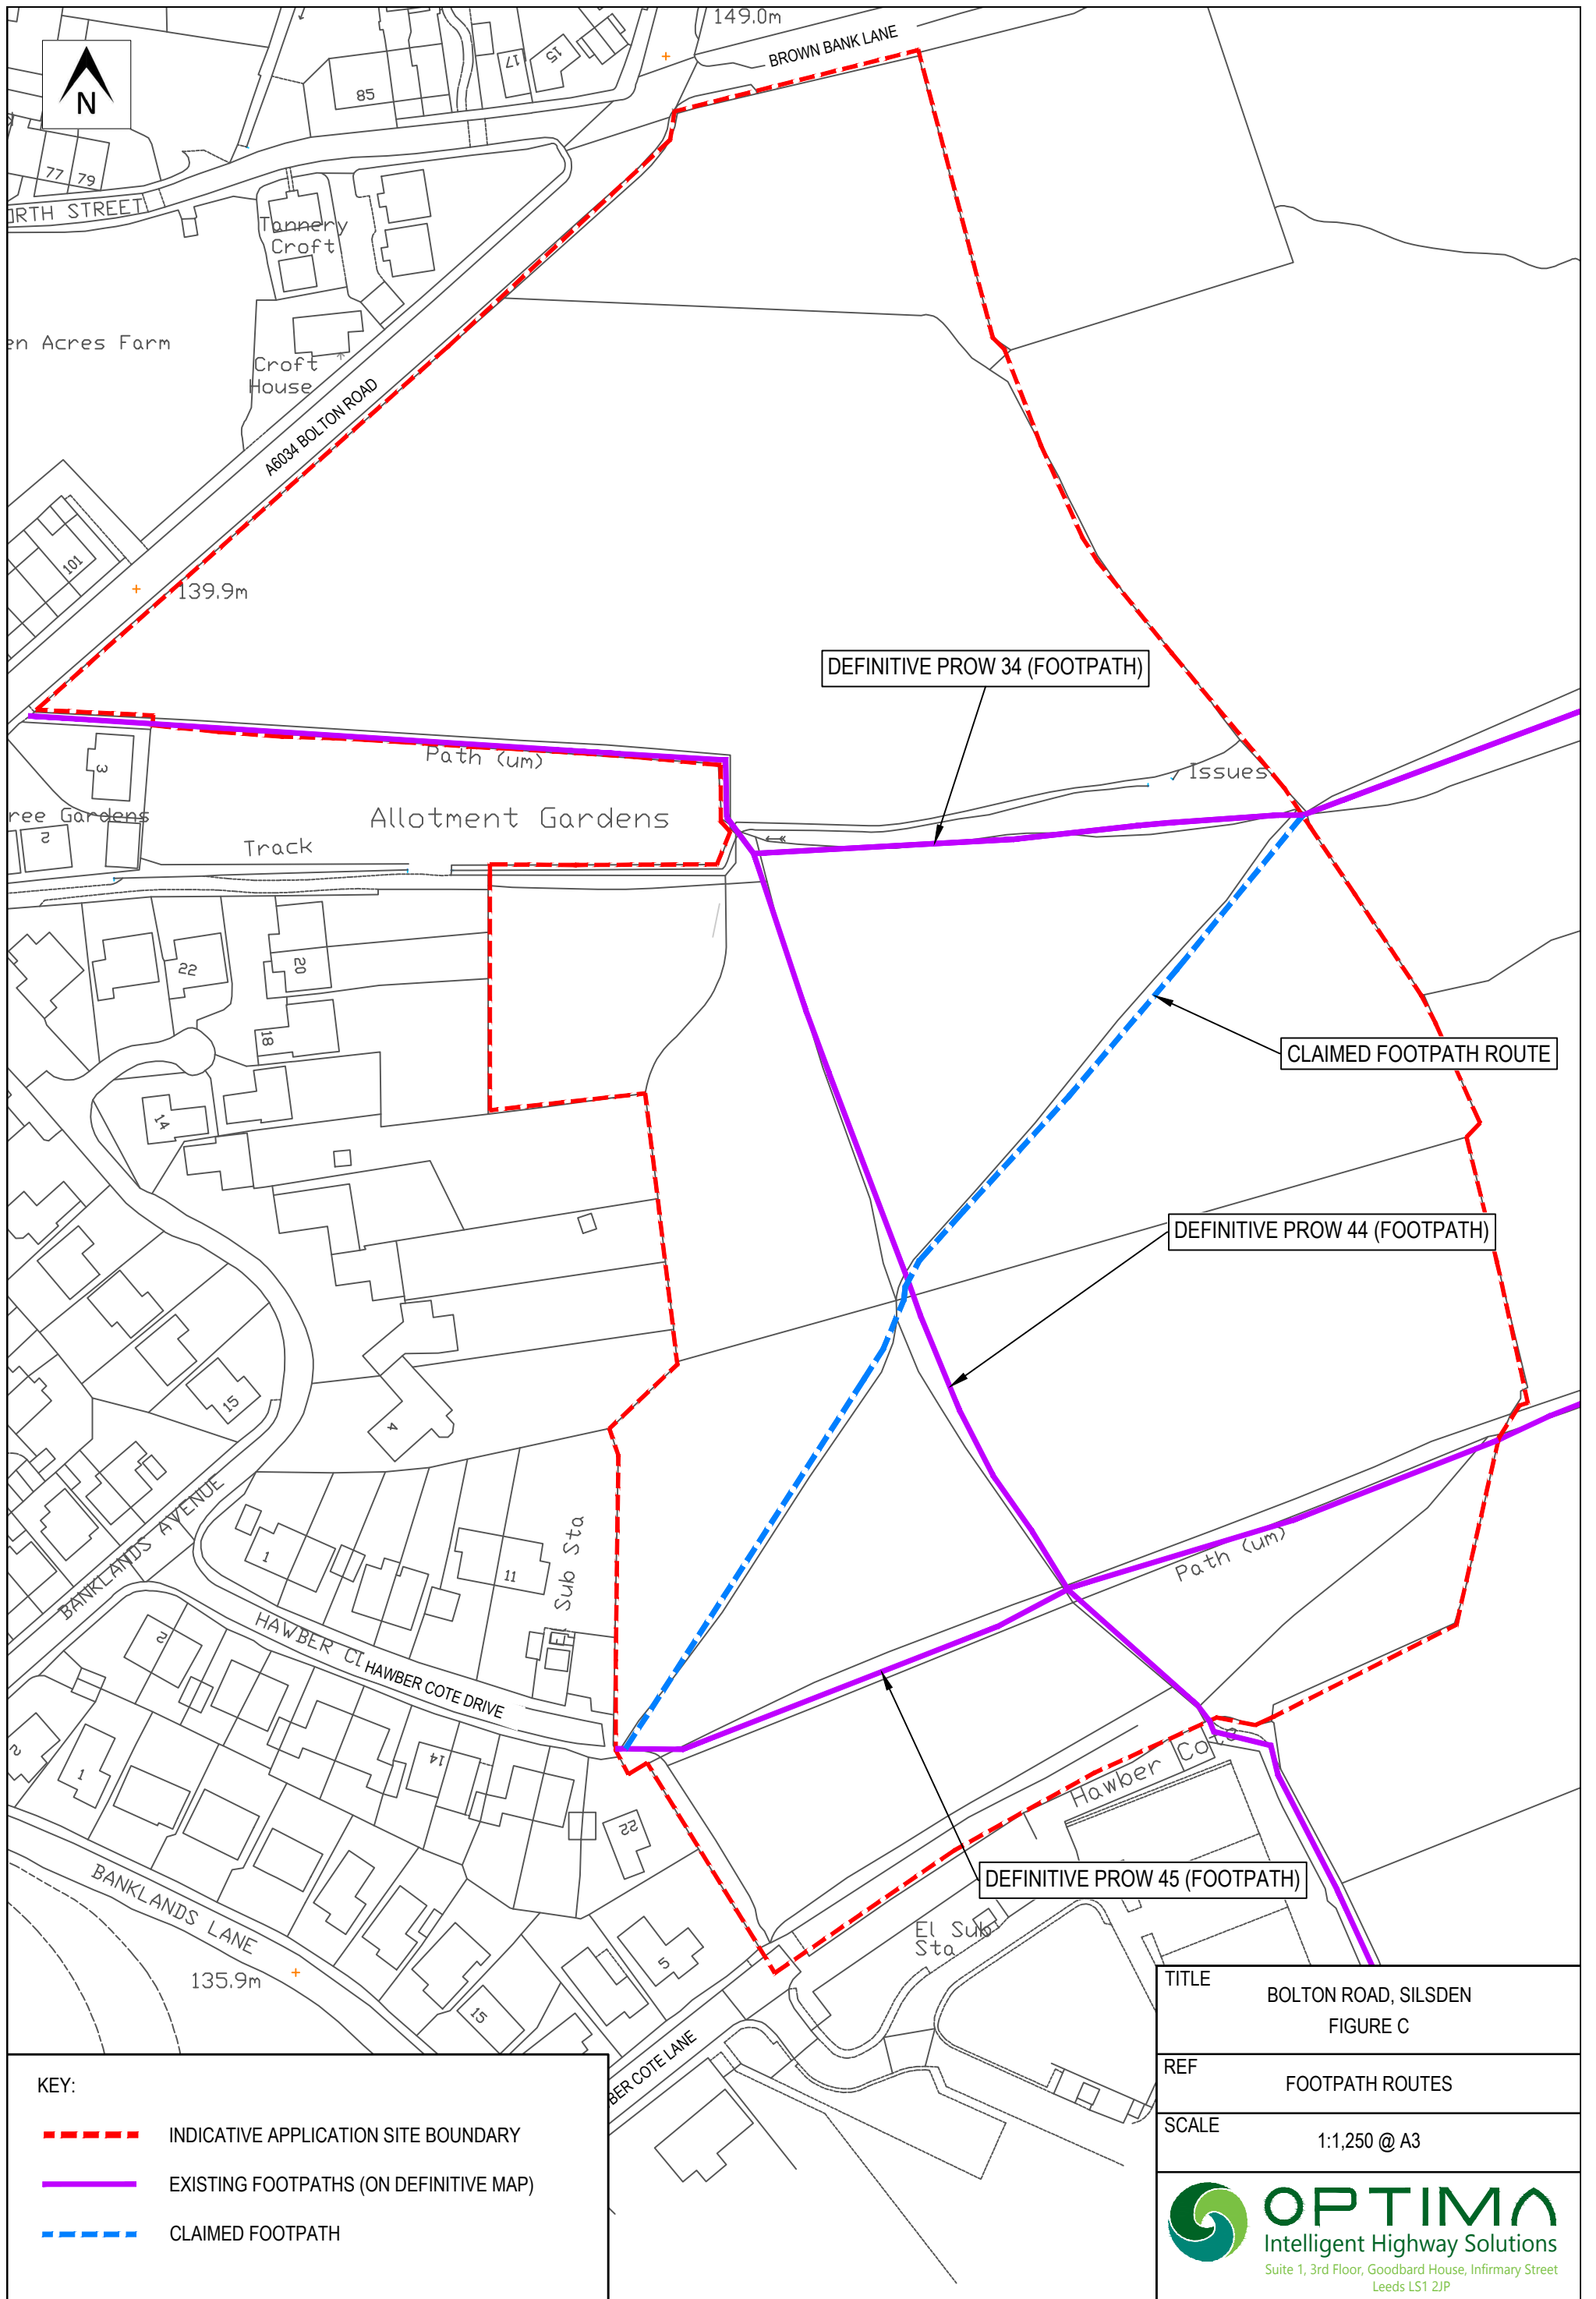 149.0m
BROWN BANK LANE
N
17
15
85
77
79
RTH STREET
Tannery
Croft
en Acres Farm
Croft
House
A6034 BOLTON ROAD
101
139.9m
DEFINITIVE PROW 34 (FOOTPATH)
Path (um)
Issues
3
ree Gardens
2
Allotment Gardens
Track
22
20
18
CLAIMED FOOTPATH ROUTE
14
DEFINITIVE PROW 44 (FOOTPATH)
15
4
BANKLANDS AVENUE
1
11
El Sub Sta
Path (um)
2
HAWBER CT
HAWBER COTE DRIVE
14
2
1
22
Hawber Cote
DEFINITIVE PROW 45 (FOOTPATH)
BANKLANDS LANE
El Sub
Sta
5
135.9m
15
BER COTE LANE
TITLE
BOLTON ROAD, SILSDEN
FIGURE C
REF
FOOTPATH ROUTES
SCALE
1:1,250 @ A3
KEY:
INDICATIVE APPLICATION SITE BOUNDARY
EXISTING FOOTPATHS (ON DEFINITIVE MAP)
CLAIMED FOOTPATH
OPTIMA
Intelligent Highway Solutions
Suite 1, 3rd Floor, Goodbard House, Infirmary Street
Leeds LS1 2JP